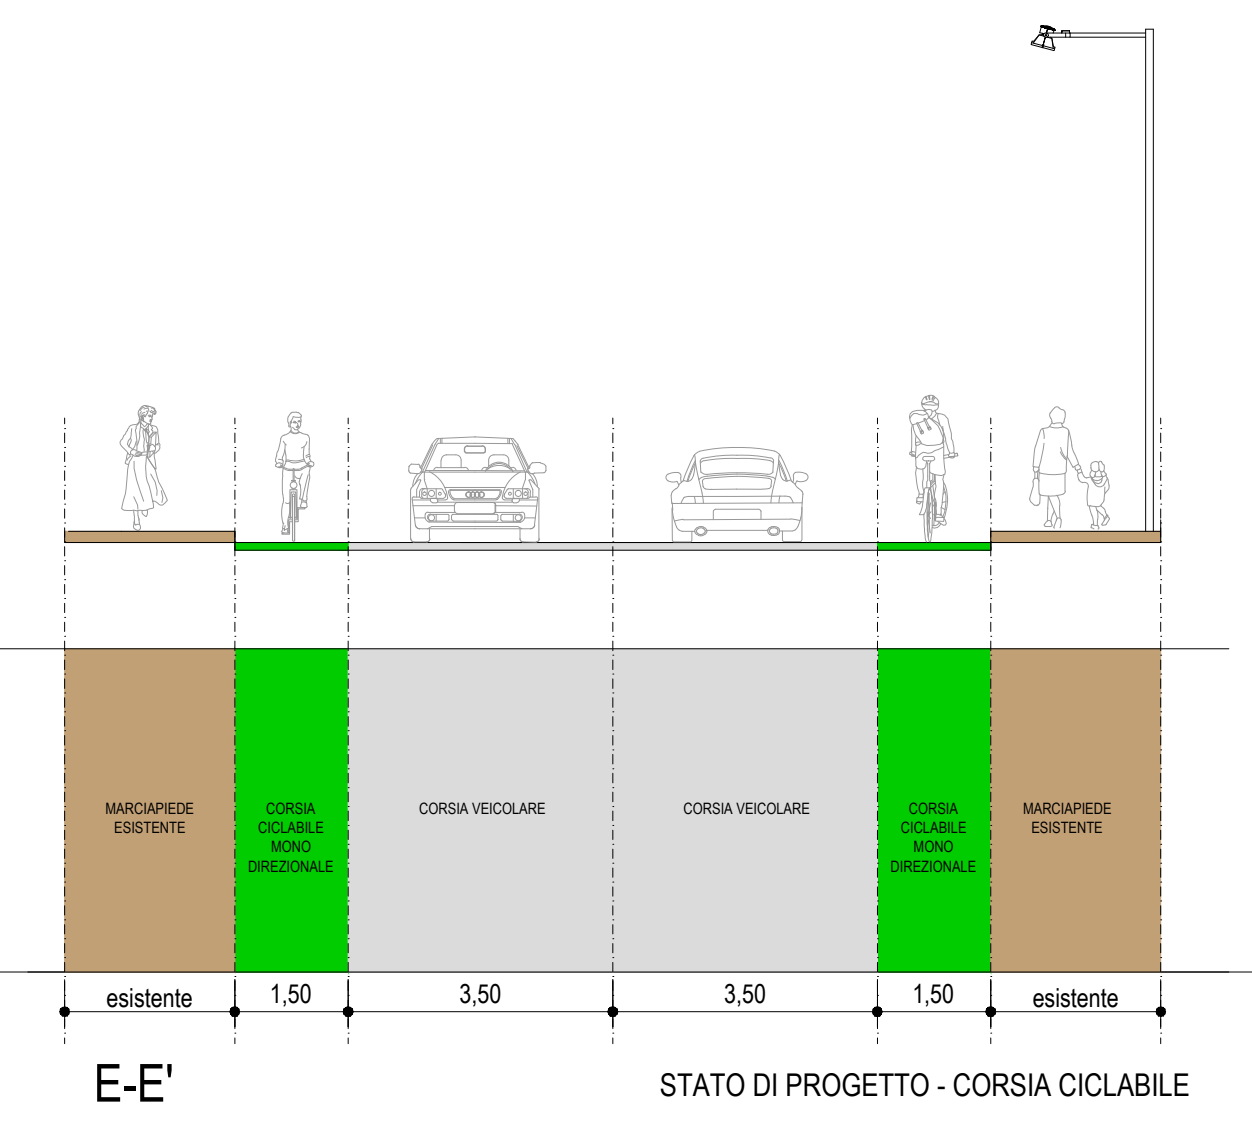 MARCIAPIEDE
ESISTENTE
CORSIA
CICLABILE
MONO
DIREZIONALE
CORSIA VEICOLARE
CORSIA VEICOLARE
CORSIA
CICLABILE
MONO
DIREZIONALE
MARCIAPIEDE
ESISTENTE
esistente
1,50
3,50
3,50
1,50
esistente
E-E'
STATO DI PROGETTO - CORSIA CICLABILE